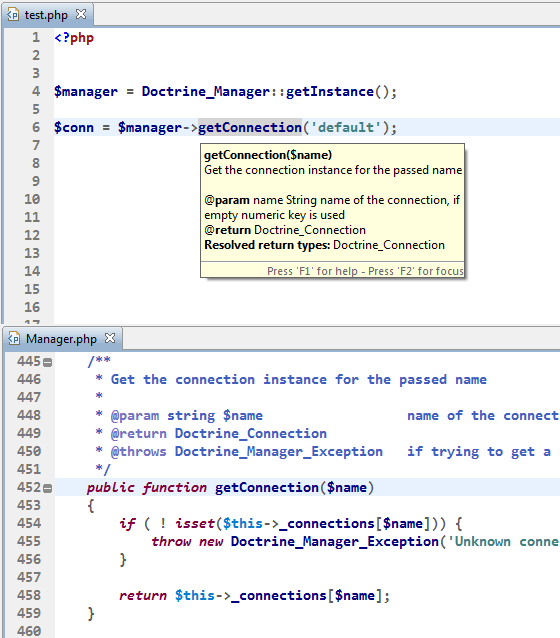 test.php
1 <?php
2
3
4 $manager = Doctrine_Manager::getInstance();
5
6 $conn = $manager->getConnection('default');
7
8
9
10
11
12
13
14
15
16
17
getConnection($name)
Get the connection instance for the passed name
@param name String name of the connection, if
empty numeric key is used
@return Doctrine_Connection
Resolved return types: Doctrine_Connection
Press 'F1' for help - Press 'F2' for focus
Manager.php
445 /**
446 * Get the connection instance for the passed name
447 *
448 * @param string $name name of the connect
449 * @return Doctrine_Connection
450 * @throws Doctrine_Manager_Exception if trying to get a
451 */
452 public function getConnection($name)
453 {
454 if ( ! isset($this->_connections[$name])) {
455 throw new Doctrine_Manager_Exception('Unknown conne
456 }
457
458 return $this->_connections[$name];
459 }
460